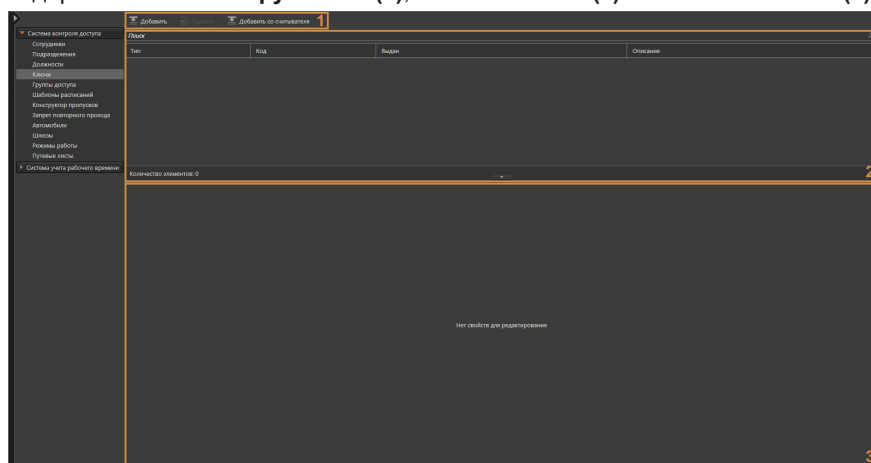 Добавить Удалить Добавить со считывателя 1
Система контроля доступа
Сотрудники
Подразделения
Должности
Ключи
Группы доступа
Шаблоны расписаний
Конструктор пропусков
Запрет повторного прохода
Автомобили
Шлюзы
Режимы работы
Путевые листы
Система учета рабочего времени
Поиск
Тип Код Выдан Описание
Количество элементов: 0
2
Нет свойств для редактирования
3